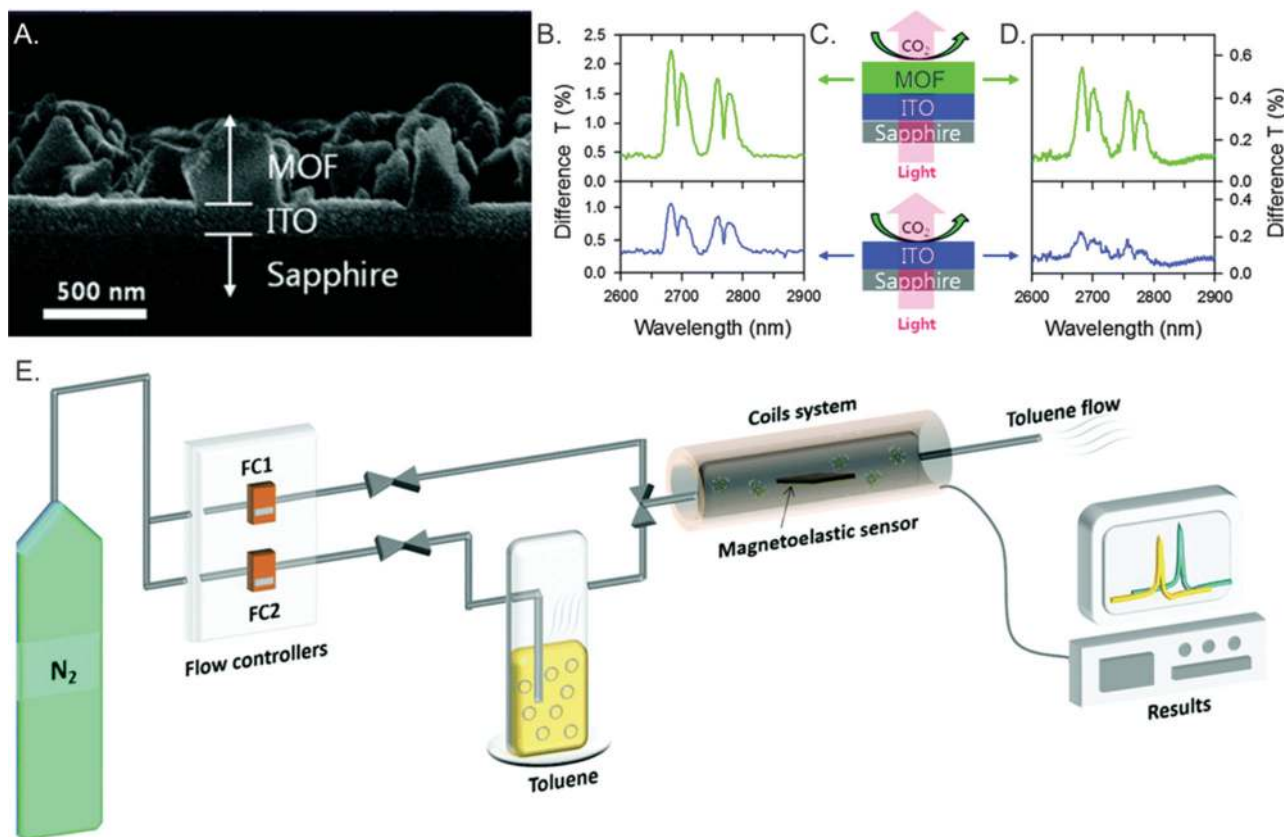 A.
MOF
ITO
Sapphire
500 nm
B.
Difference T (%)
2.5
2.0
1.5
1.0
0.5
0.0
1.0
0.5
0.0
2600 2700 2800 2900
Wavelength (nm)
C.
CO2
MOF
ITO
Sapphire
Light
CO2
ITO
Sapphire
Light
D.
0.6
0.4
0.2
0.0
0.4
0.2
0.0
Difference T (%)
2600 2700 2800 2900
Wavelength (nm)
E.
N2
FC1
FC2
Flow controllers
Toluene
Coils system
Magnetoelastic sensor
Toluene flow
Results